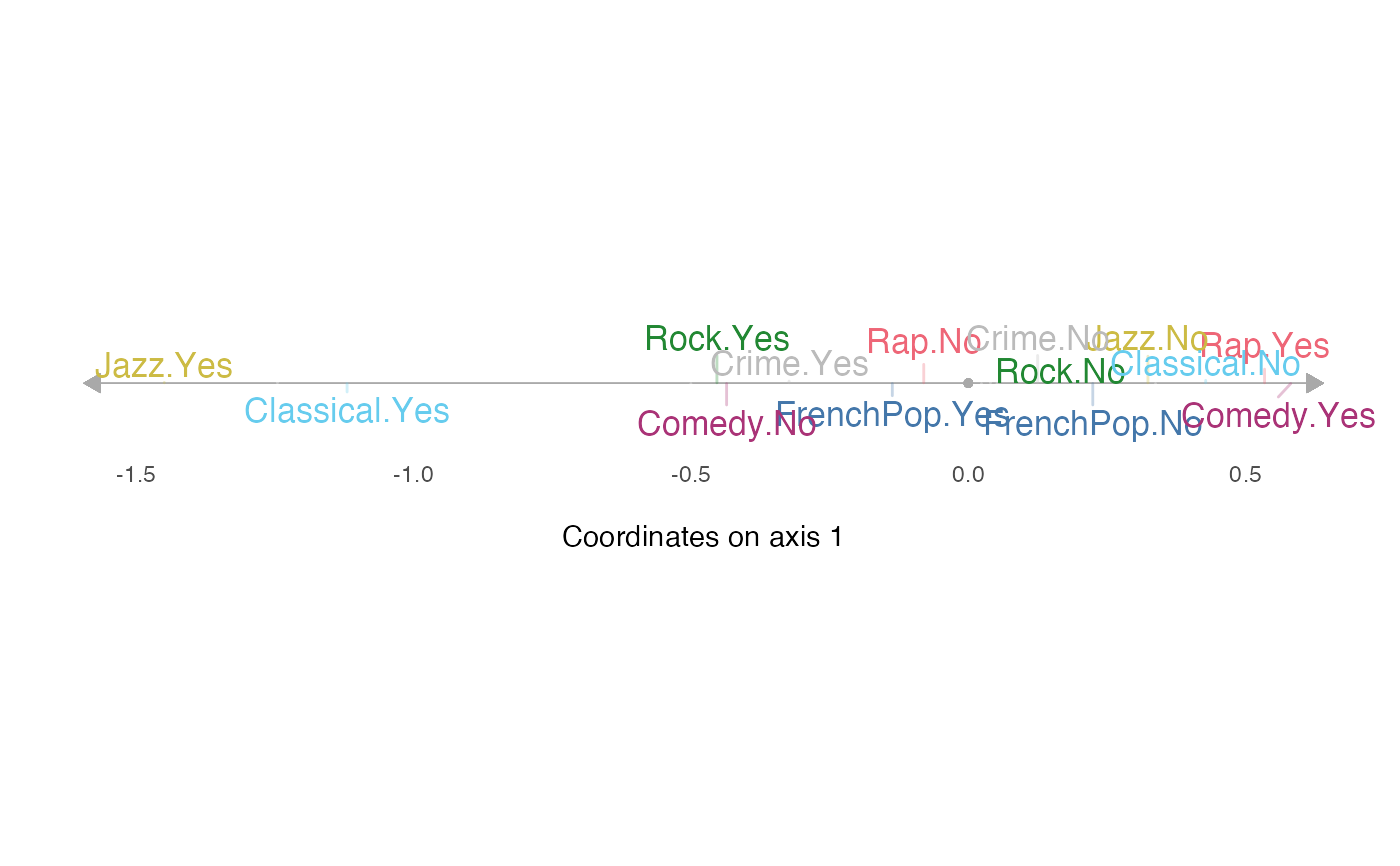 Rock.Yes
Crime.No
Jazz.No
Rap.No
Rap.Yes
Jazz.Yes
Crime.Yes
Classical.No
Rock.No
Classical.Yes
FrenchPop.Yes
Comedy.Yes
Comedy.No
FrenchPop.No
-1.5 -1.0 -0.5 0.0 0.5
Coordinates on axis 1